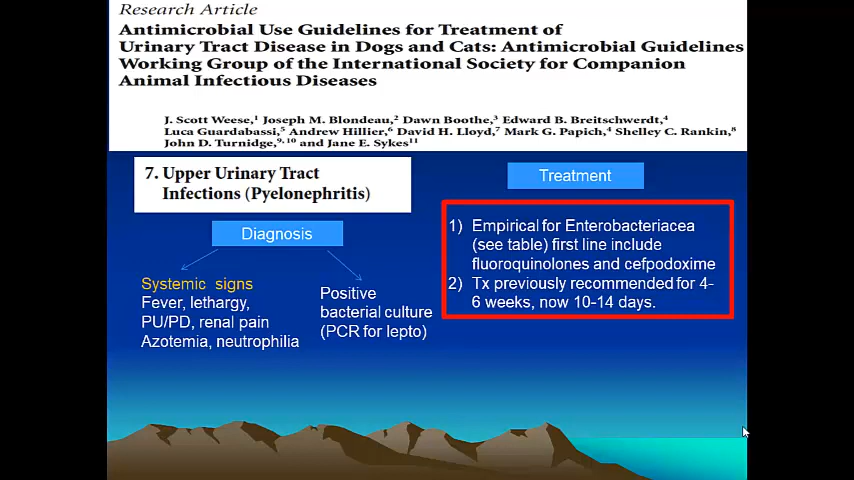 Research Article
Antimicrobial Use Guidelines for Treatment of
Urinary Tract Disease in Dogs and Cats: Antimicrobial Guidelines
Working Group of the International Society for Companion
Animal Infectious Diseases
J. Scott Weese,1 Joseph M. Blondeau,2 Dawn Boothe,3 Edward B. Breitschwerdt,4
Luca Guardabassi,5 Andrew Hillier,6 David H. Lloyd,7 Mark G. Papich,4 Shelley C. Rankin,8
John D. Turnidge,9,10 and Jane E. Sykes11
7. Upper Urinary Tract
Infections (Pyelonephritis)
Diagnosis
Systemic signs
Fever, lethargy,
PU/PD, renal pain
Azotemia, neutrophilia
Positive
bacterial culture
(PCR for lepto)
Treatment
1) Empirical for Enterobacteriacea
(see table) first line include
fluoroquinolones and cefpodoxime
2) Tx previously recommended for 4-
6 weeks, now 10-14 days.